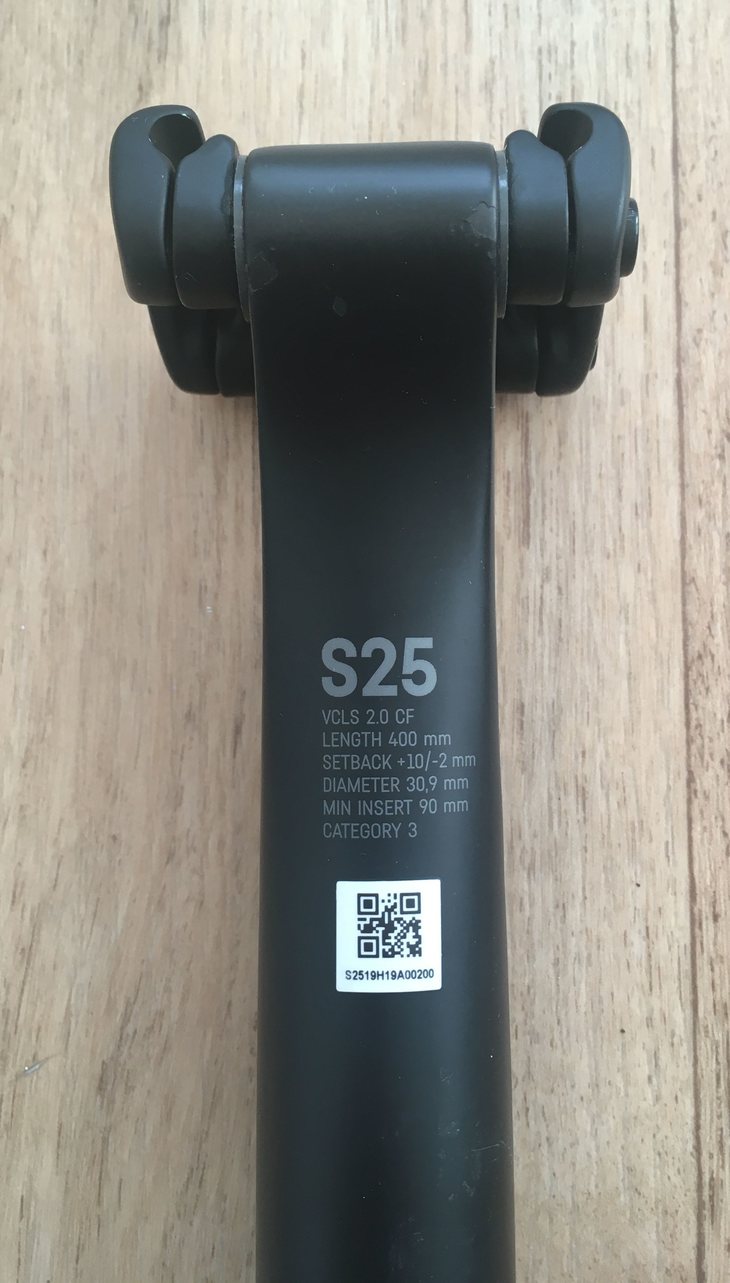 S25
VCLS 2.0 CF
LENGTH 400 mm
SETBACK +10/-2 mm
DIAMETER 30,9 mm
MIN INSERT 90 mm
CATEGORY 3
S2519H19A00200